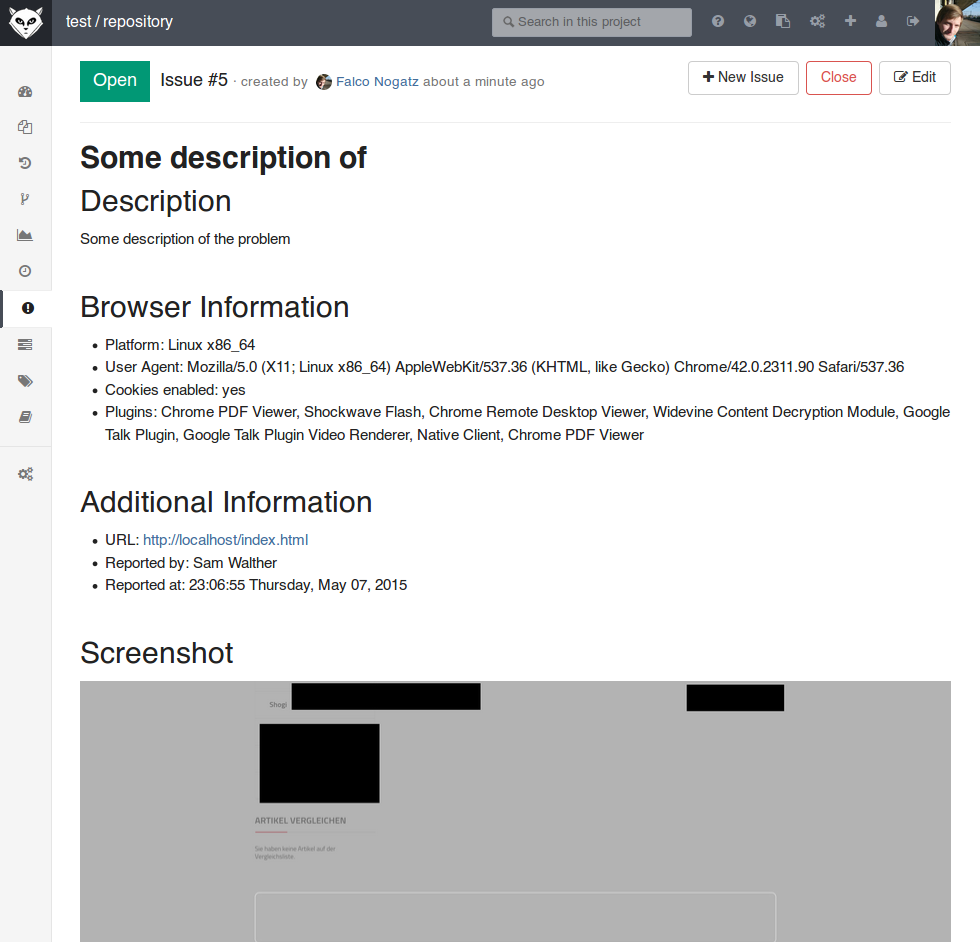 test / repository
Search in this project
Open
Issue #5 · created by Falco Nogatz about a minute ago
New Issue
Close
Edit
Some description of
Description
Some description of the problem
Browser Information
Platform: Linux x86_64
User Agent: Mozilla/5.0 (X11; Linux x86_64) AppleWebKit/537.36 (KHTML, like Gecko) Chrome/42.0.2311.90 Safari/537.36
Cookies enabled: yes
Plugins: Chrome PDF Viewer, Shockwave Flash, Chrome Remote Desktop Viewer, Widevine Content Decryption Module, Google
Talk Plugin, Google Talk Plugin Video Renderer, Native Client, Chrome PDF Viewer
Additional Information
URL: http://localhost/index.html
Reported by: Sam Walther
Reported at: 23:06:55 Thursday, May 07, 2015
Screenshot
Shogi
ARTIKEL VERGLEICHEN
Sie haben keine Artikel auf der
Vergleichsliste.